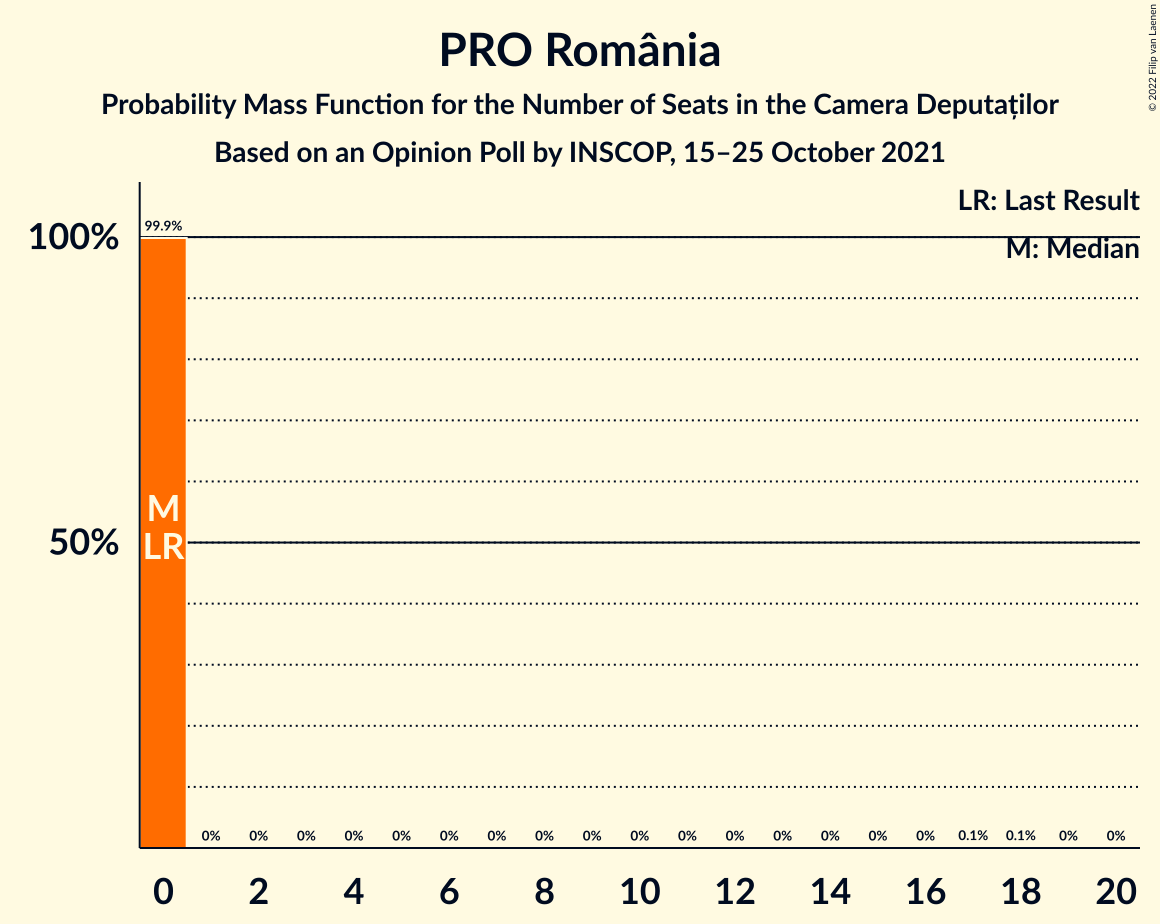 PRO România
Probability Mass Function for the Number of Seats in the Camera Deputaților
Based on an Opinion Poll by INSCOP, 15–25 October 2021
© 2022 Filip van Laenen
LR: Last Result
M: Median
100%
50%
99.9%
M
LR
0% 0% 0% 0% 0% 0% 0% 0% 0% 0% 0% 0% 0% 0% 0% 0% 0.1% 0.1% 0% 0%
0 2 4 6 8 10 12 14 16 18 20